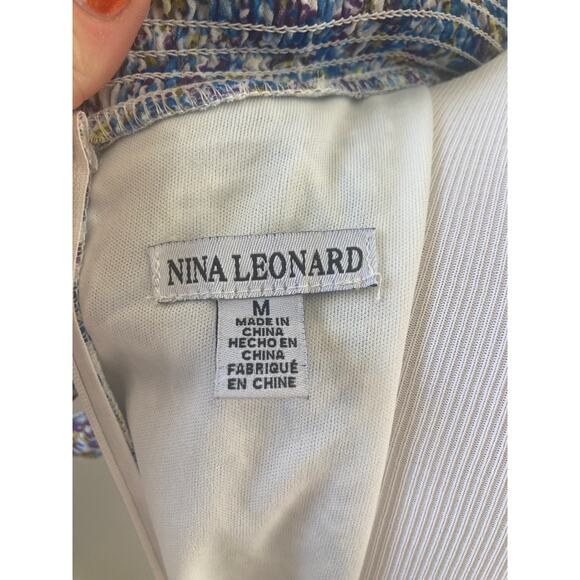 NINA LEONARD
M
MADE IN
CHINA
HECHO EN
CHINA
FABRIQUÉ
EN CHINE